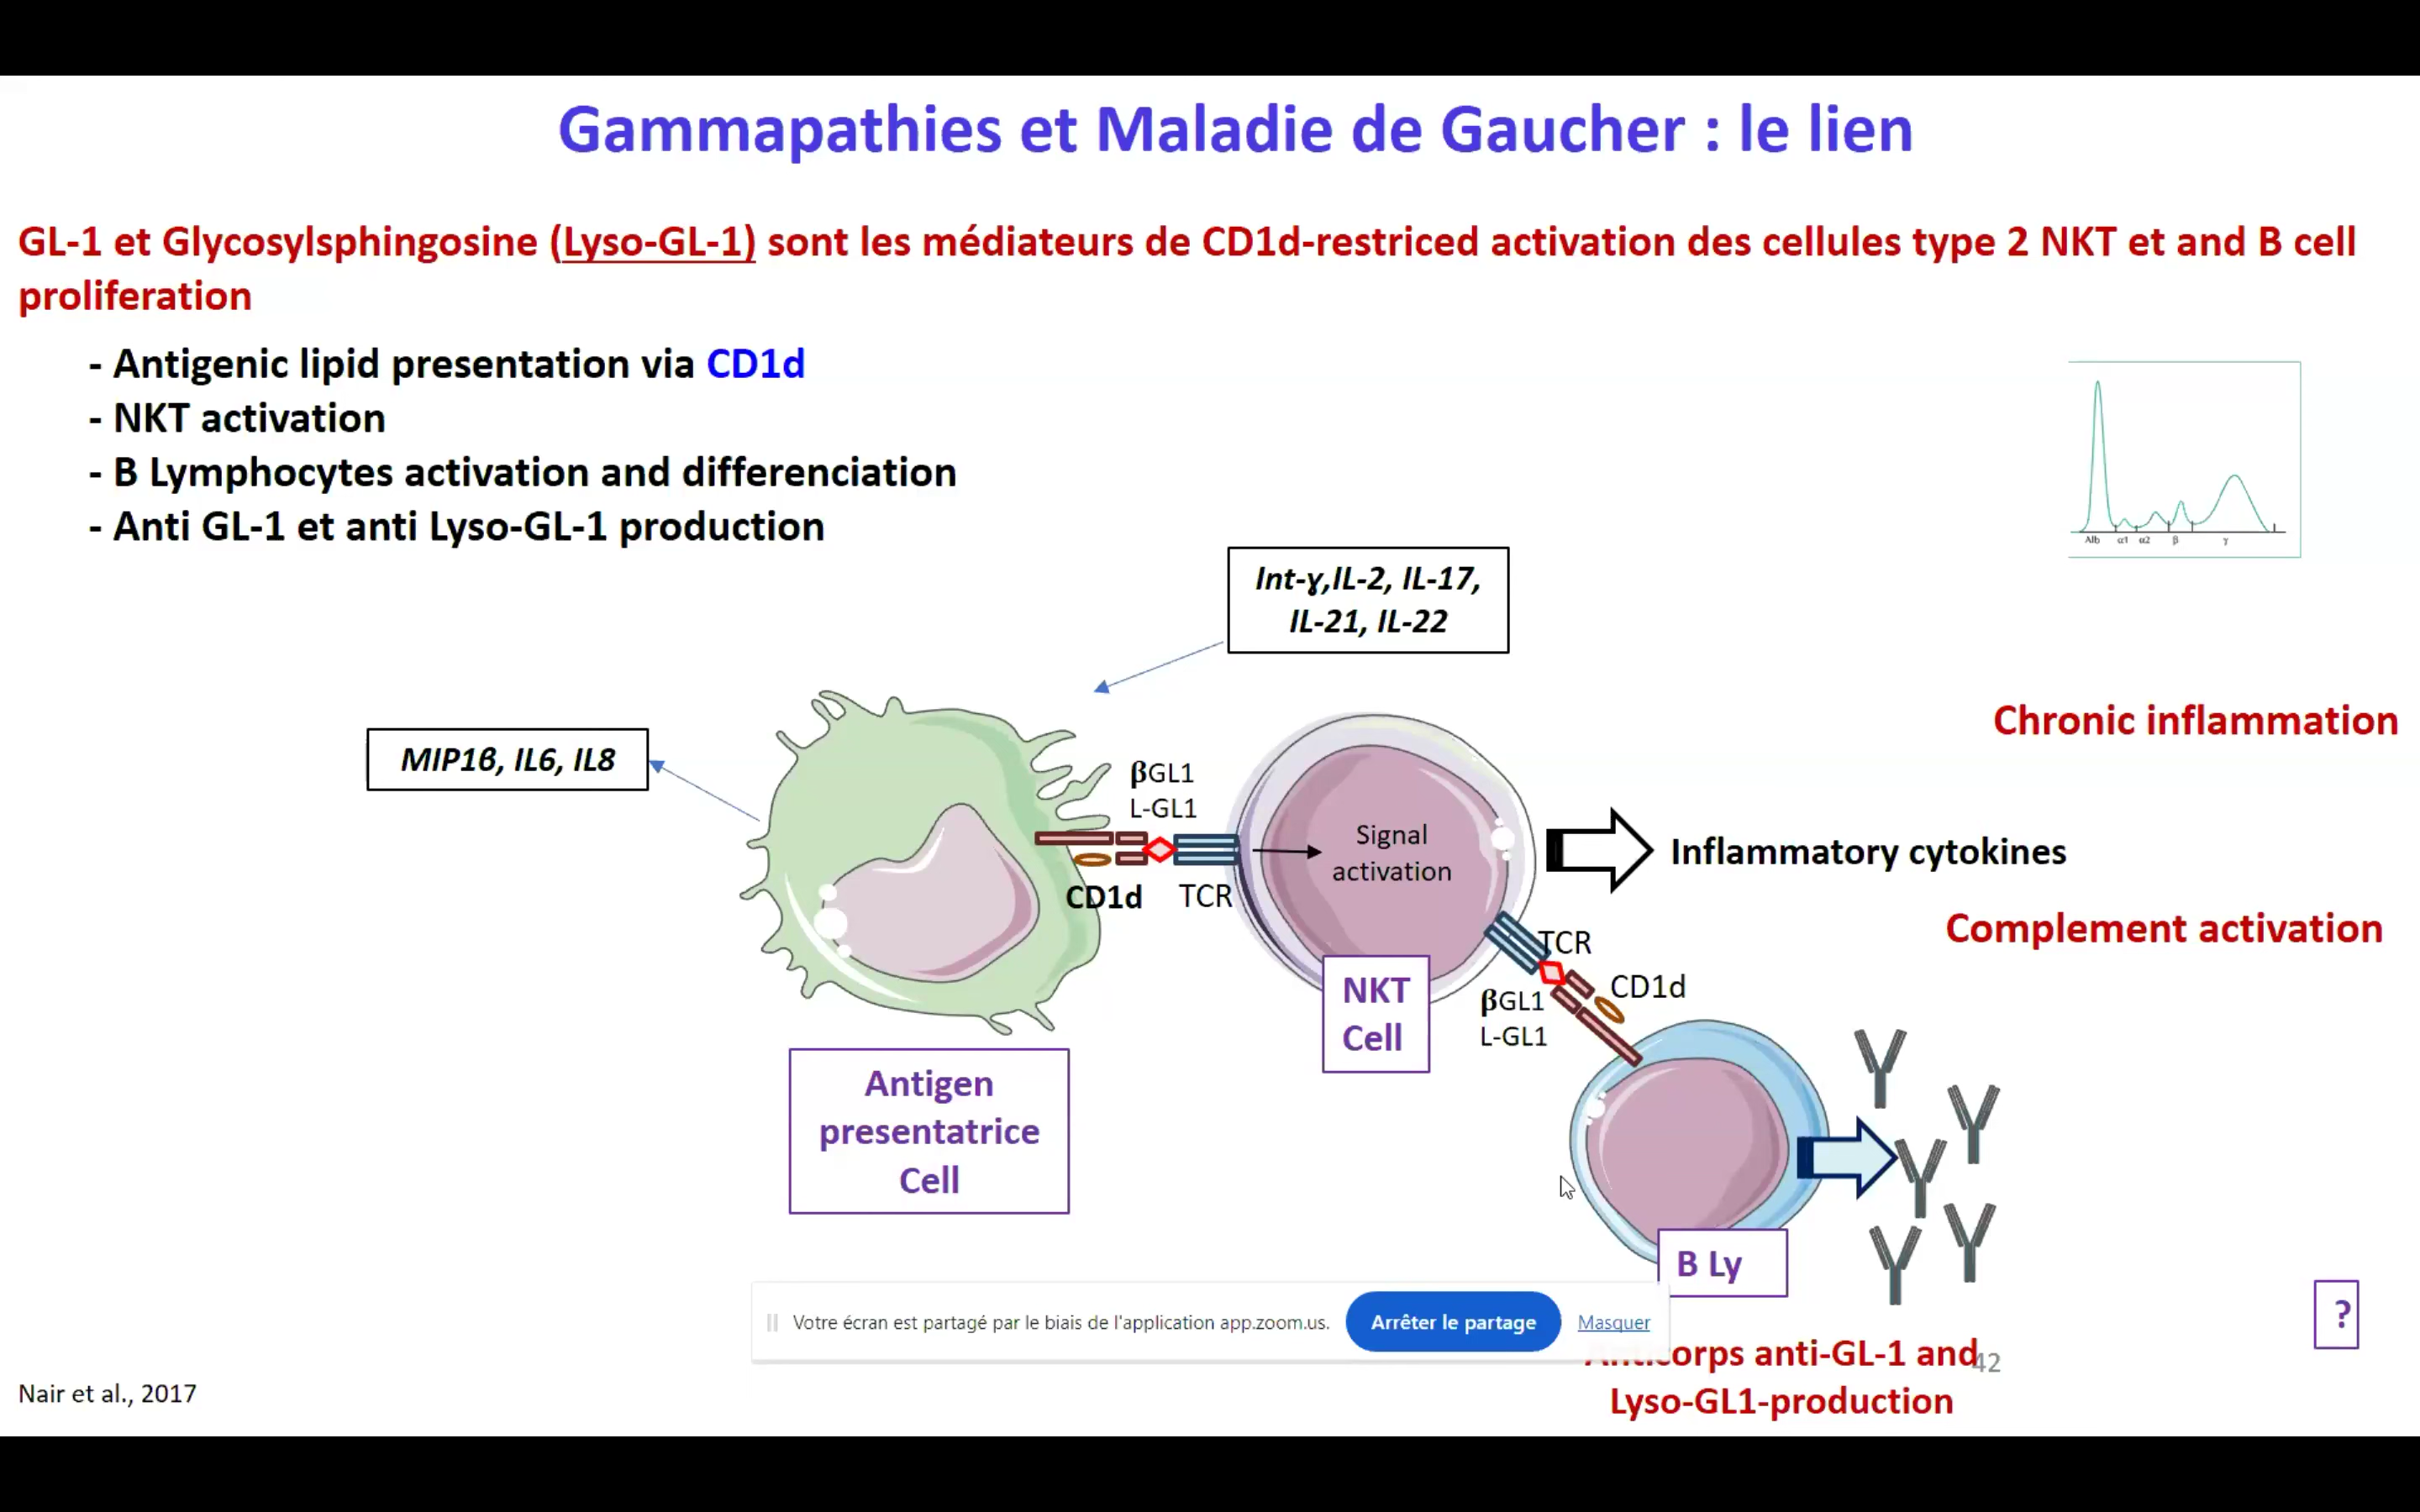 Gammapathies et Maladie de Gaucher : le lien
GL-1 et Glycosylsphingosine (Lyso-GL-1) sont les médiateurs de CD1d-restriced activation des cellules type 2 NKT et and B cell
proliferation
- Antigenic lipid presentation via CD1d
- NKT activation
- B Lymphocytes activation and differenciation
- Anti GL-1 et anti Lyso-GL-1 production
Alb α1 α2 β γ
Int-ɣ,IL-2, IL-17,
IL-21, IL-22
MIP1β, IL6, IL8
βGL1
L-GL1
CD1d
TCR
Signal
activation
Chronic inflammation
Inflammatory cytokines
Complement activation
TCR
CD1d
βGL1
L-GL1
NKT
Cell
Antigen
presentatrice
Cell
B Ly
?
Votre écran est partagé par le biais de l'application app.zoom.us.
Arrêter le partage
Masquer
Anticorps anti-GL-1 and
Lyso-GL1-production
42
Nair et al., 2017